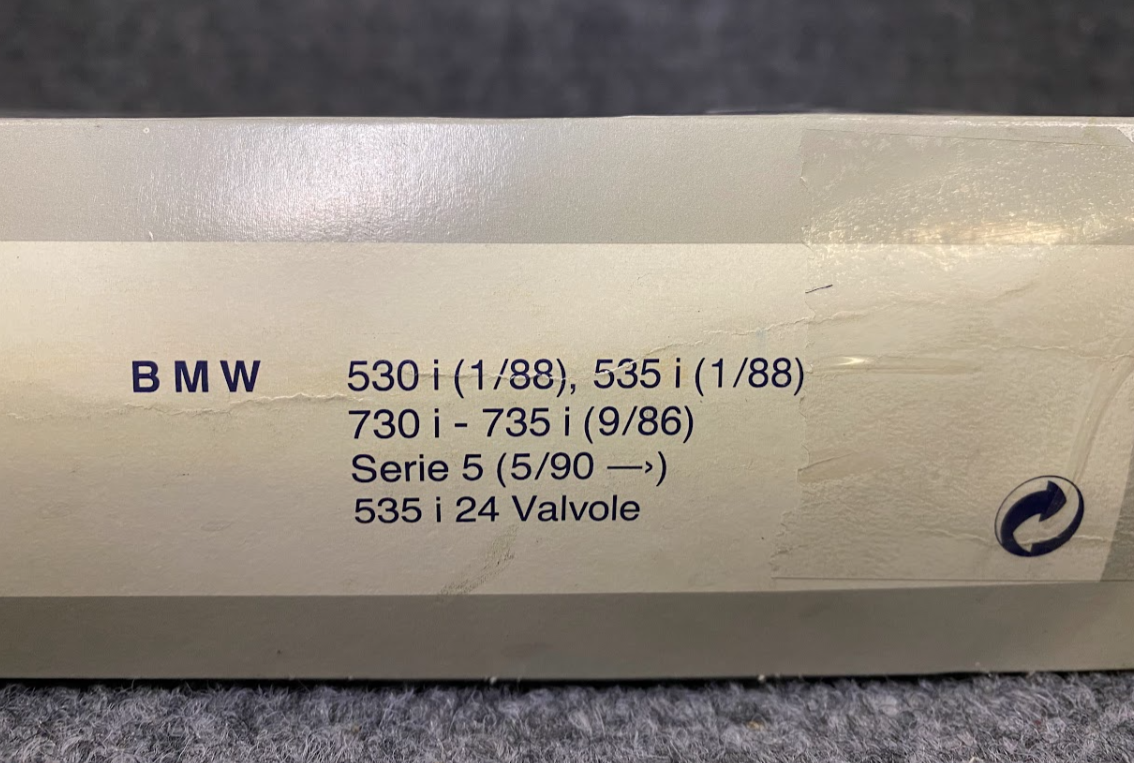 BMW 530 i (1/88), 535 i (1/88)
730 i - 735 i (9/86)
Serie 5 (5/90 —›)
535 i 24 Valvole